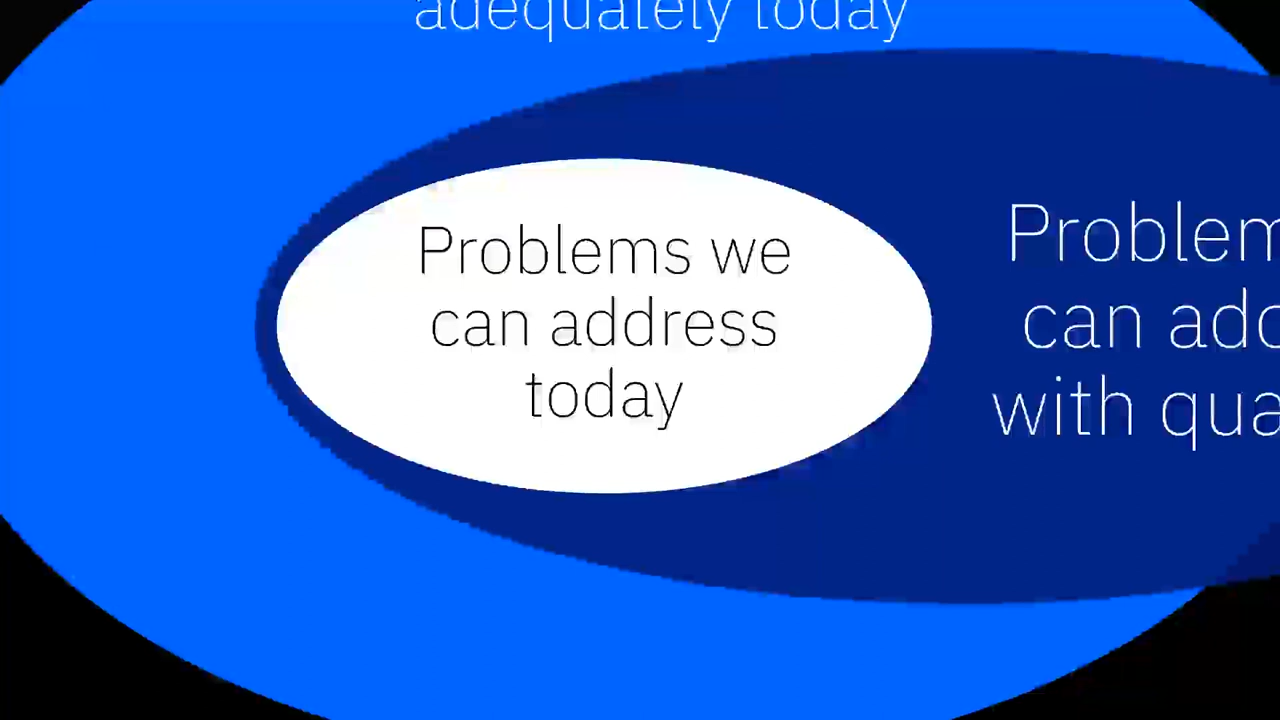 adequately today
Problems we
can address
today
Problem
can add
with qua